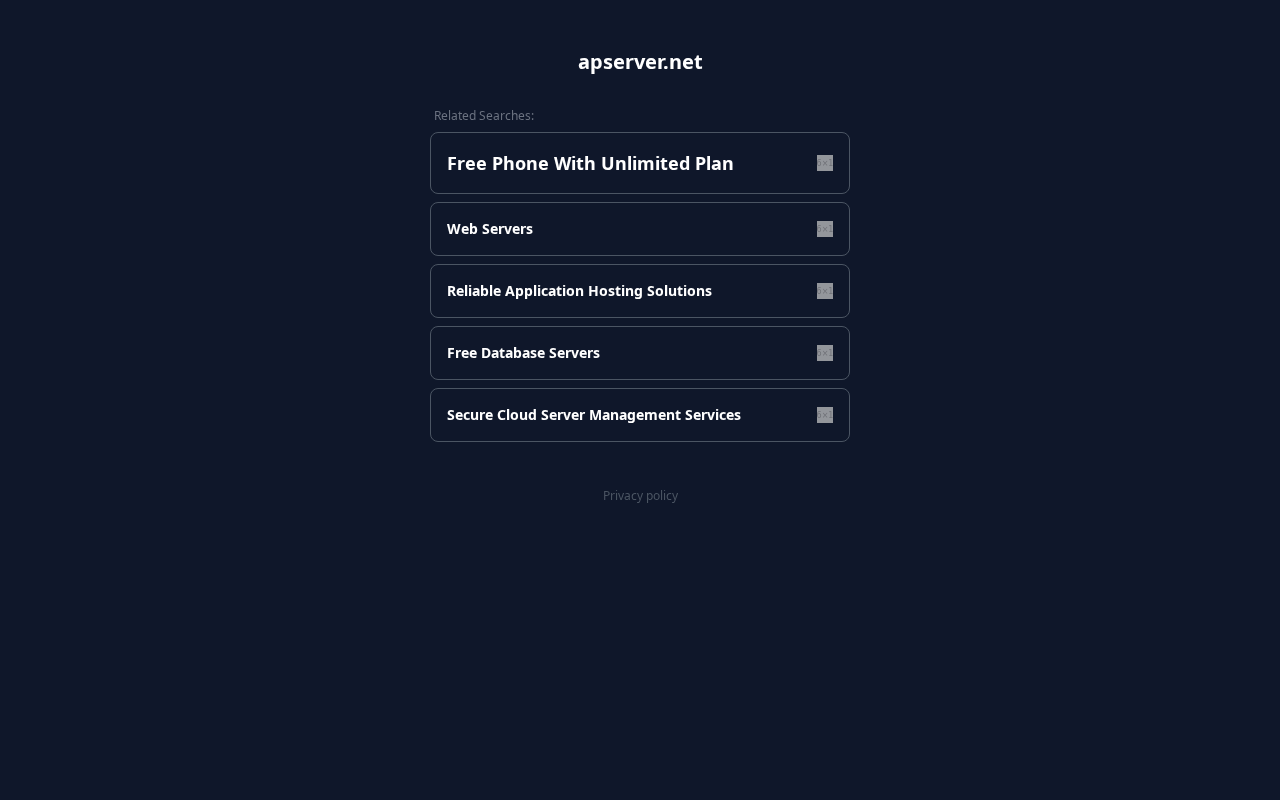 apserver.net
Related Searches:
Free Phone With Unlimited Plan
Web Servers
Reliable Application Hosting Solutions
Free Database Servers
Secure Cloud Server Management Services
Privacy policy